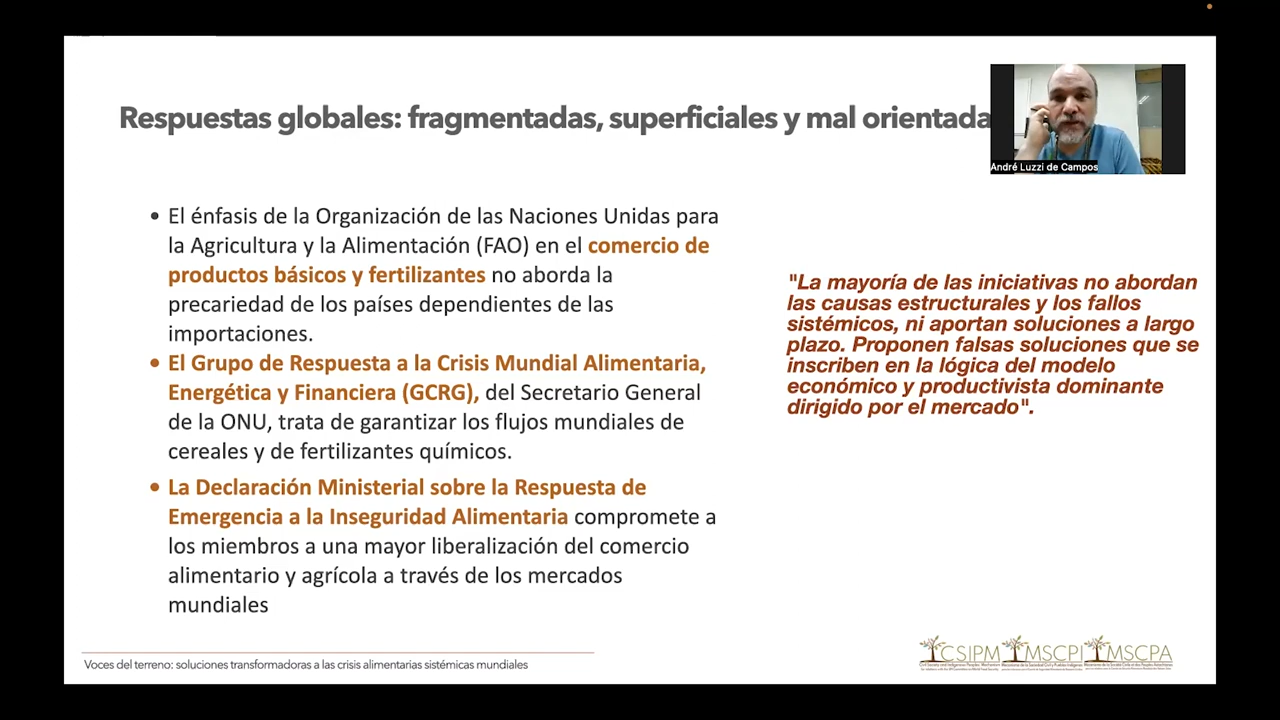 Respuestas globales: fragmentadas, superficiales y mal orientada
André Luzzi de Campos
• El énfasis de la Organización de las Naciones Unidas para
la Agricultura y la Alimentación (FAO) en el comercio de
productos básicos y fertilizantes no aborda la
precariedad de los países dependientes de las
importaciones.
• El Grupo de Respuesta a la Crisis Mundial Alimentaria,
Energética y Financiera (GCRG), del Secretario General
de la ONU, trata de garantizar los flujos mundiales de
cereales y de fertilizantes químicos.
• La Declaración Ministerial sobre la Respuesta de
Emergencia a la Inseguridad Alimentaria compromete a
los miembros a una mayor liberalización del comercio
alimentario y agrícola a través de los mercados
mundiales
"La mayoría de las iniciativas no abordan
las causas estructurales y los fallos
sistémicos, ni aportan soluciones a largo
plazo. Proponen falsas soluciones que se
inscriben en la lógica del modelo
económico y productivista dominante
dirigido por el mercado".
Voces del terreno: soluciones transformadoras a las crisis alimentarias sistémicas mundiales
CSIPM MSCPI MSCPA